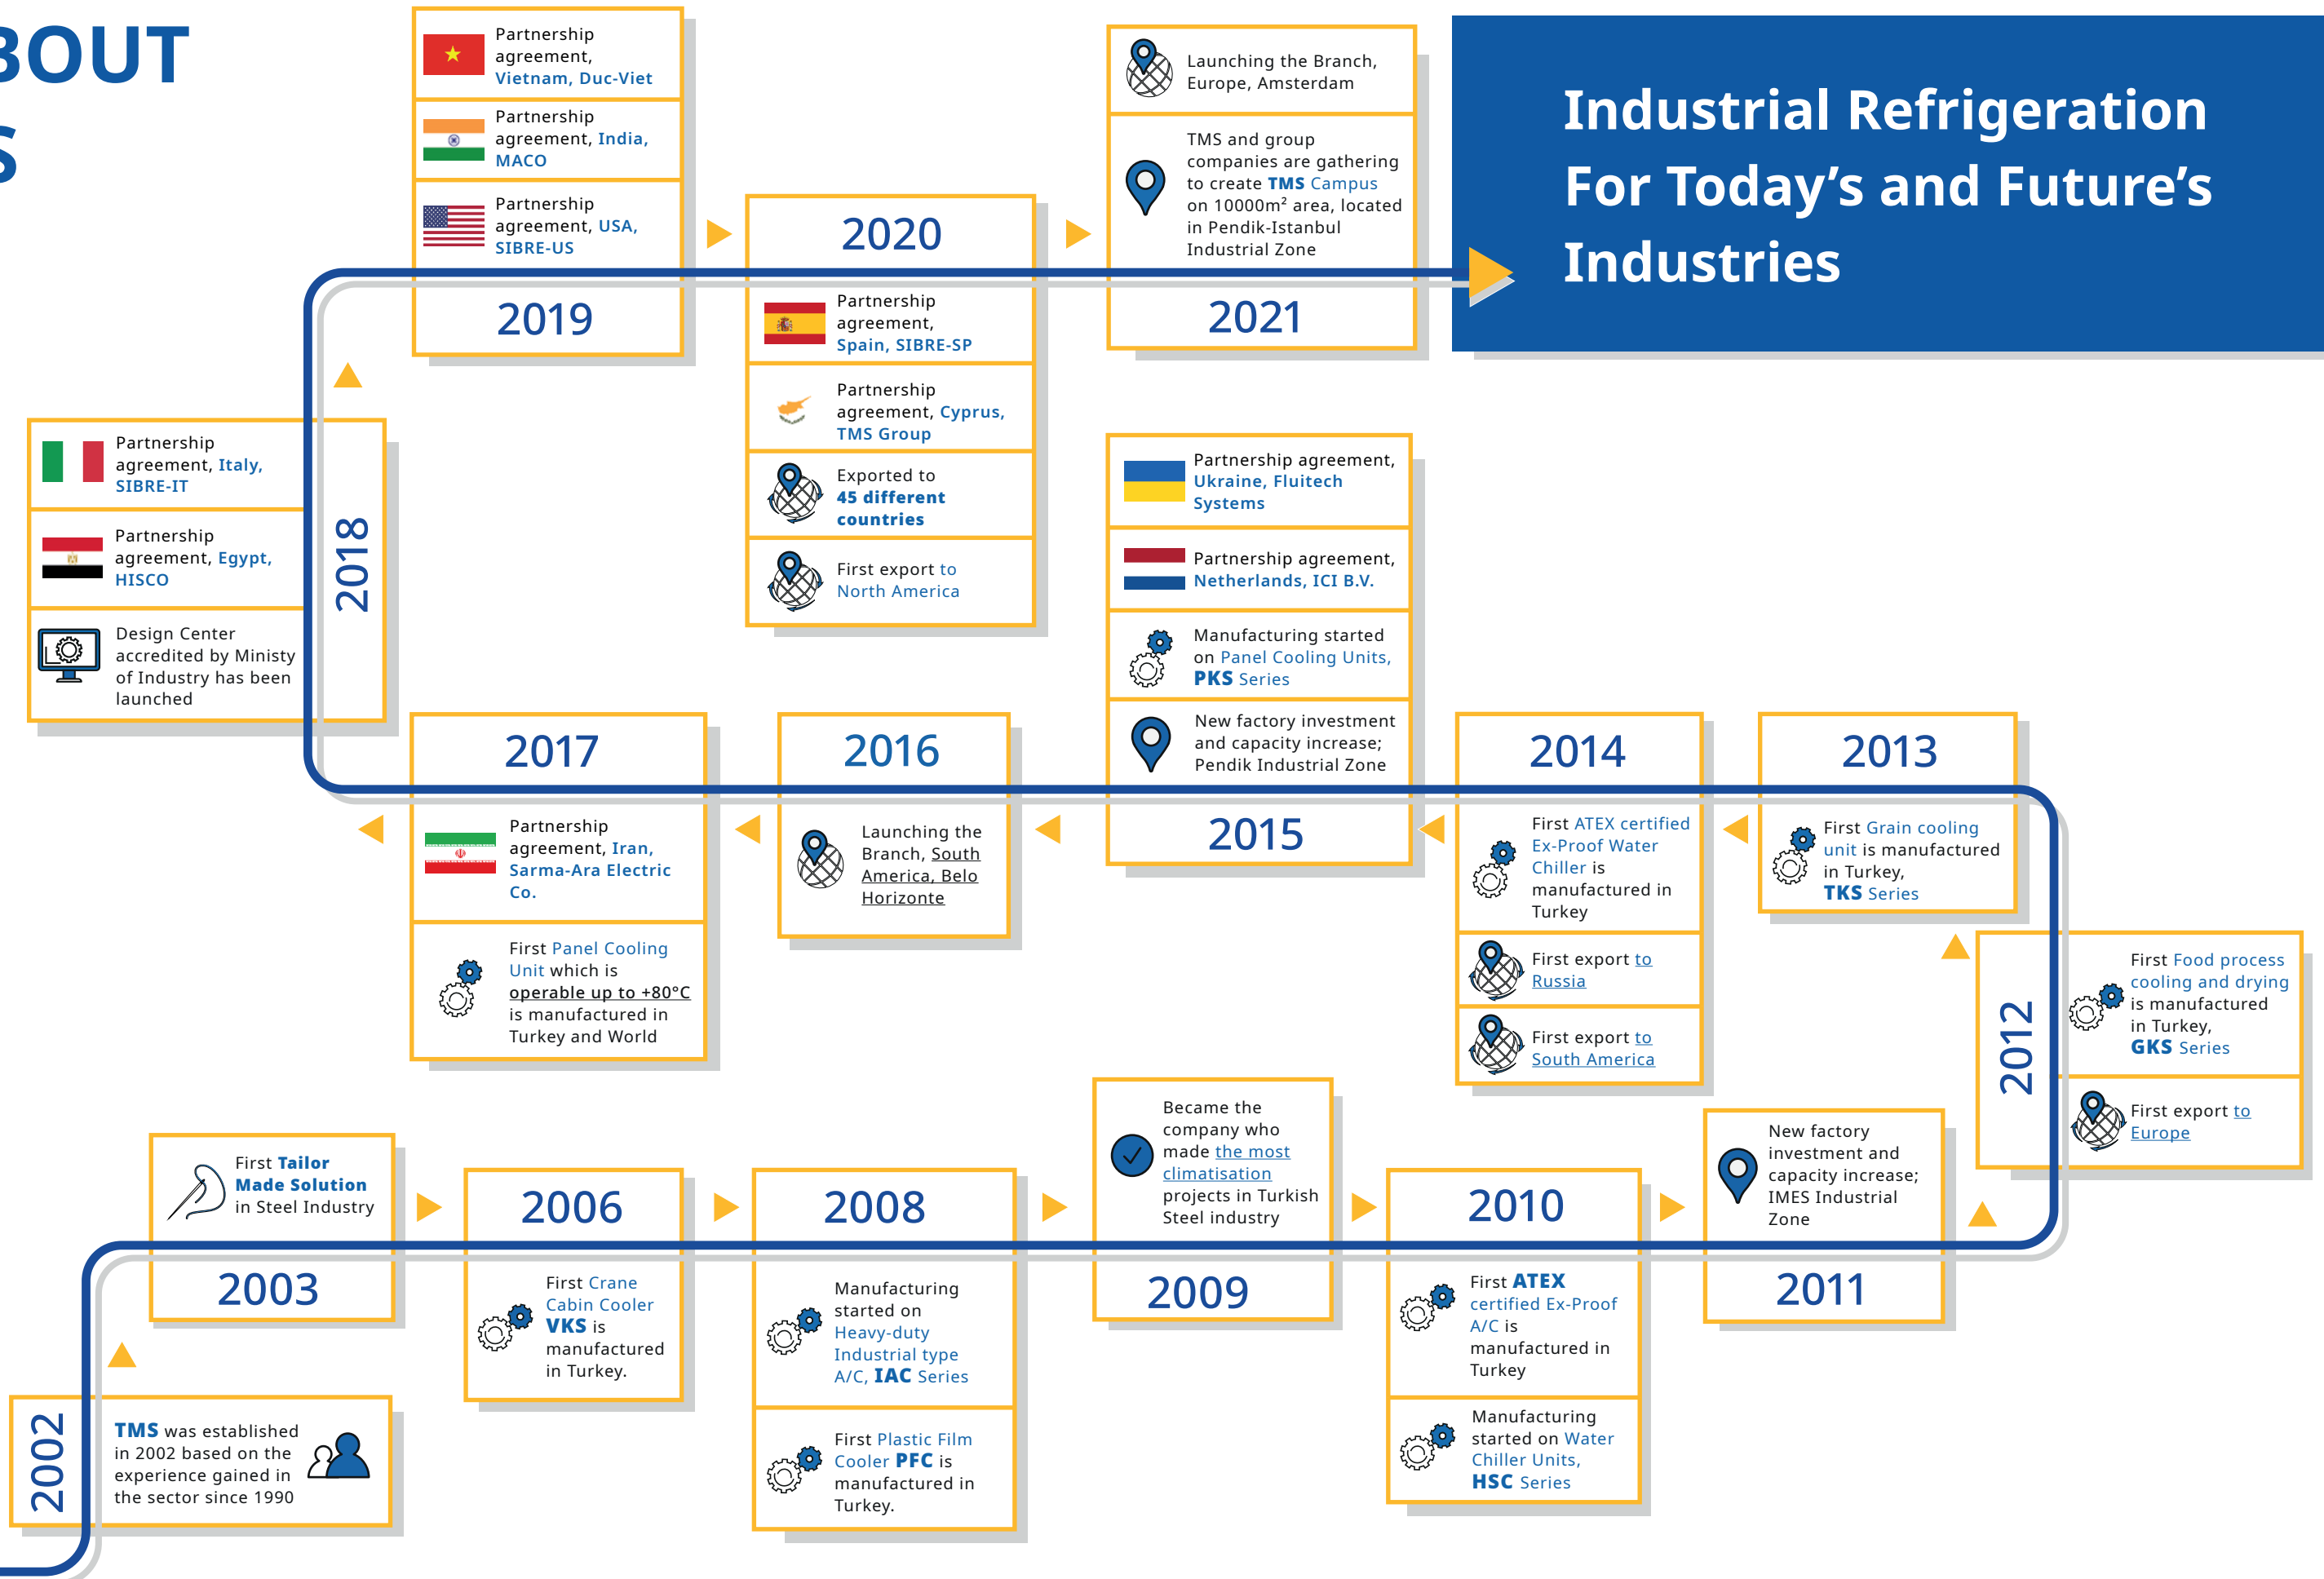 BOUT
S
Partnership
agreement,
Vietnam, Duc-Viet
Partnership
agreement, India,
MACO
Partnership
agreement, USA,
SIBRE-US
2019
2020
Partnership
agreement,
Spain, SIBRE-SP
Partnership
agreement, Cyprus,
TMS Group
Exported to
45 different
countries
First export to
North America
Launching the Branch,
Europe, Amsterdam
TMS and group
companies are gathering
to create TMS Campus
on 10000m² area, located
in Pendik-Istanbul
Industrial Zone
2021
Industrial Refrigeration
For Today's and Future's
Industries
Partnership
agreement, Italy,
SIBRE-IT
Partnership
agreement, Egypt,
HISCO
Design Center
accredited by Ministy
of Industry has been
launched
2018
2017
Partnership
agreement, Iran,
Sarma-Ara Electric
Co.
First Panel Cooling
Unit which is
operable up to +80°C
is manufactured in
Turkey and World
2016
Launching the
Branch, South
America, Belo
Horizonte
Partnership agreement,
Ukraine, Fluitech
Systems
Partnership agreement,
Netherlands, ICI B.V.
Manufacturing started
on Panel Cooling Units,
PKS Series
New factory investment
and capacity increase;
Pendik Industrial Zone
2015
2014
First ATEX certified
Ex-Proof Water
Chiller is
manufactured in
Turkey
First export to
Russia
First export to
South America
2013
First Grain cooling
unit is manufactured
in Turkey,
TKS Series
2012
First Food process
cooling and drying
is manufactured
in Turkey,
GKS Series
First export to
Europe
First Tailor
Made Solution
in Steel Industry
2003
2006
First Crane
Cabin Cooler
VKS is
manufactured
in Turkey.
2008
Manufacturing
started on
Heavy-duty
Industrial type
A/C, IAC Series
First Plastic Film
Cooler PFC is
manufactured in
Turkey.
Became the
company who
made the most
climatisation
projects in Turkish
Steel industry
2009
2010
First ATEX
certified Ex-Proof
A/C is
manufactured in
Turkey
Manufacturing
started on Water
Chiller Units,
HSC Series
New factory
investment and
capacity increase;
IMES Industrial
Zone
2011
2002
TMS was established
in 2002 based on the
experience gained in
the sector since 1990